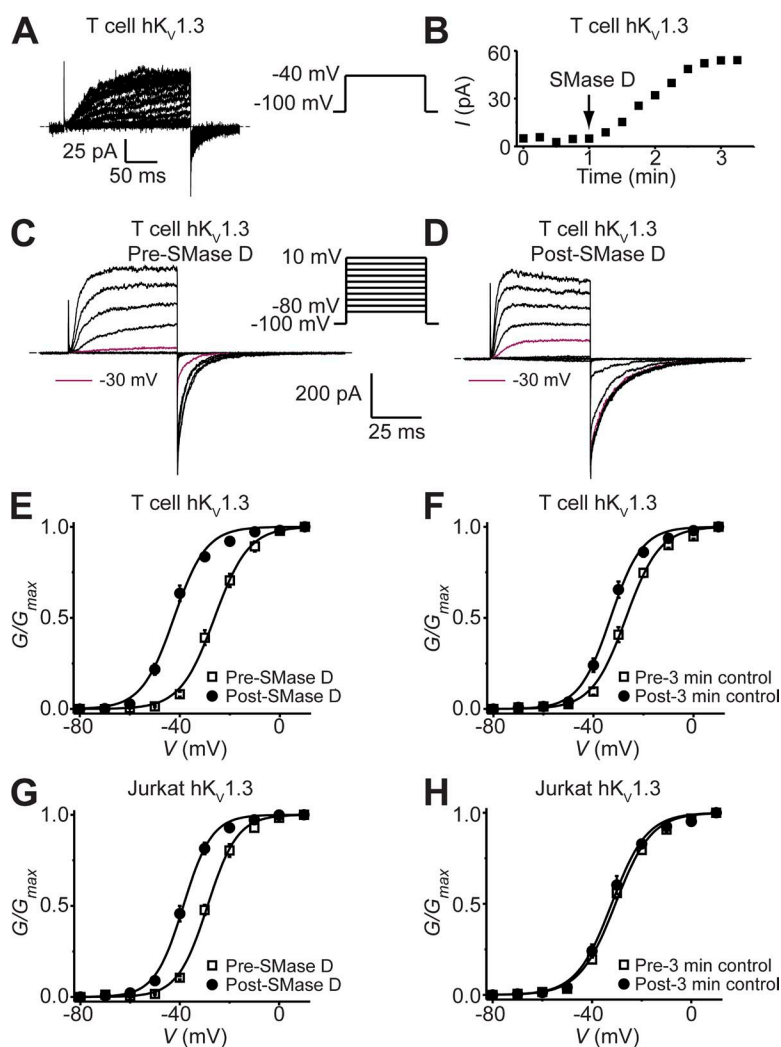 A
T cell hKV1.3
-40 mV
-100 mV
25 pA
50 ms
B
T cell hKV1.3
SMase D
I (pA)
60
30
0
0 1 2 3
Time (min)
C
T cell hKV1.3
Pre-SMase D
-30 mV
10 mV
-80 mV
-100 mV
200 pA
25 ms
D
T cell hKV1.3
Post-SMase D
-30 mV
E
T cell hKV1.3
G/Gmax
1.0
0.5
0.0
Pre-SMase D
Post-SMase D
-80 -40 0
V (mV)
F
T cell hKV1.3
G/Gmax
1.0
0.5
0.0
Pre-3 min control
Post-3 min control
-80 -40 0
V (mV)
G
Jurkat hKV1.3
G/Gmax
1.0
0.5
0.0
Pre-SMase D
Post-SMase D
-80 -40 0
V (mV)
H
Jurkat hKV1.3
G/Gmax
1.0
0.5
0.0
Pre-3 min control
Post-3 min control
-80 -40 0
V (mV)